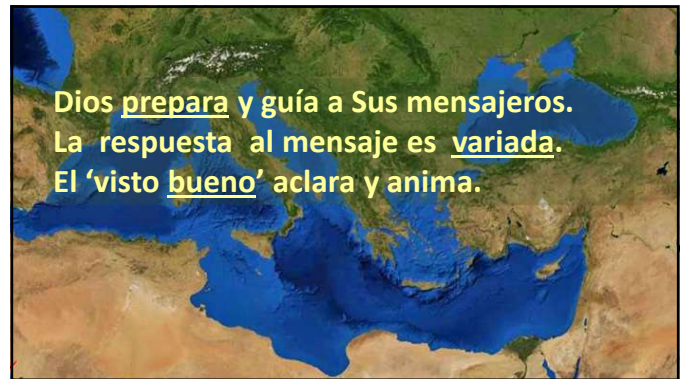 Dios prepara y guía a Sus mensajeros.
La respuesta al mensaje es variada.
El ‘visto bueno’ aclara y anima.